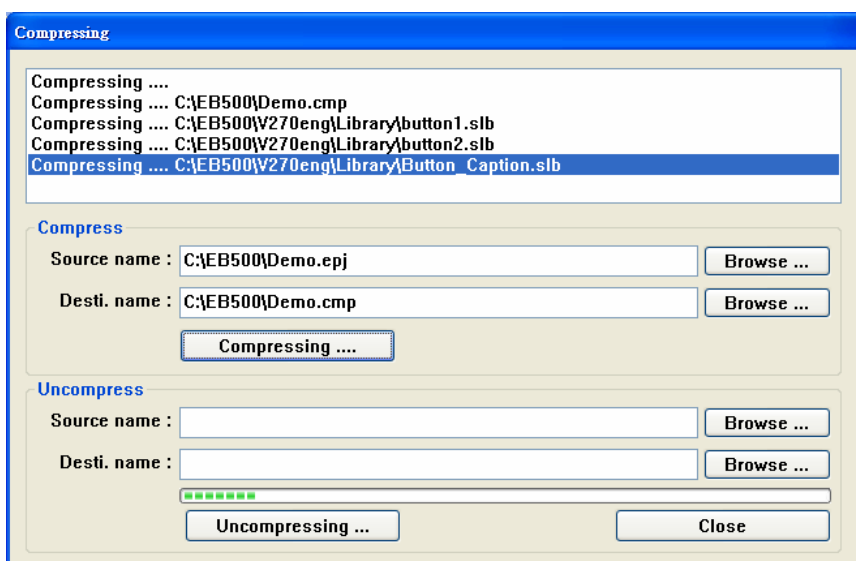 Compressing
Compressing ....
Compressing .... C:\EB500\Demo.cmp
Compressing .... C:\EB500\V270eng\Library\button1.slb
Compressing .... C:\EB500\V270eng\Library\button2.slb
Compressing .... C:\EB500\V270eng\Library\Button_Caption.slb
Compress
Source name : C:\EB500\Demo.epj Browse ...
Desti. name : C:\EB500\Demo.cmp Browse ...
Compressing ....
Uncompress
Source name : Browse ...
Desti. name : Browse ...
Uncompressing ... Close